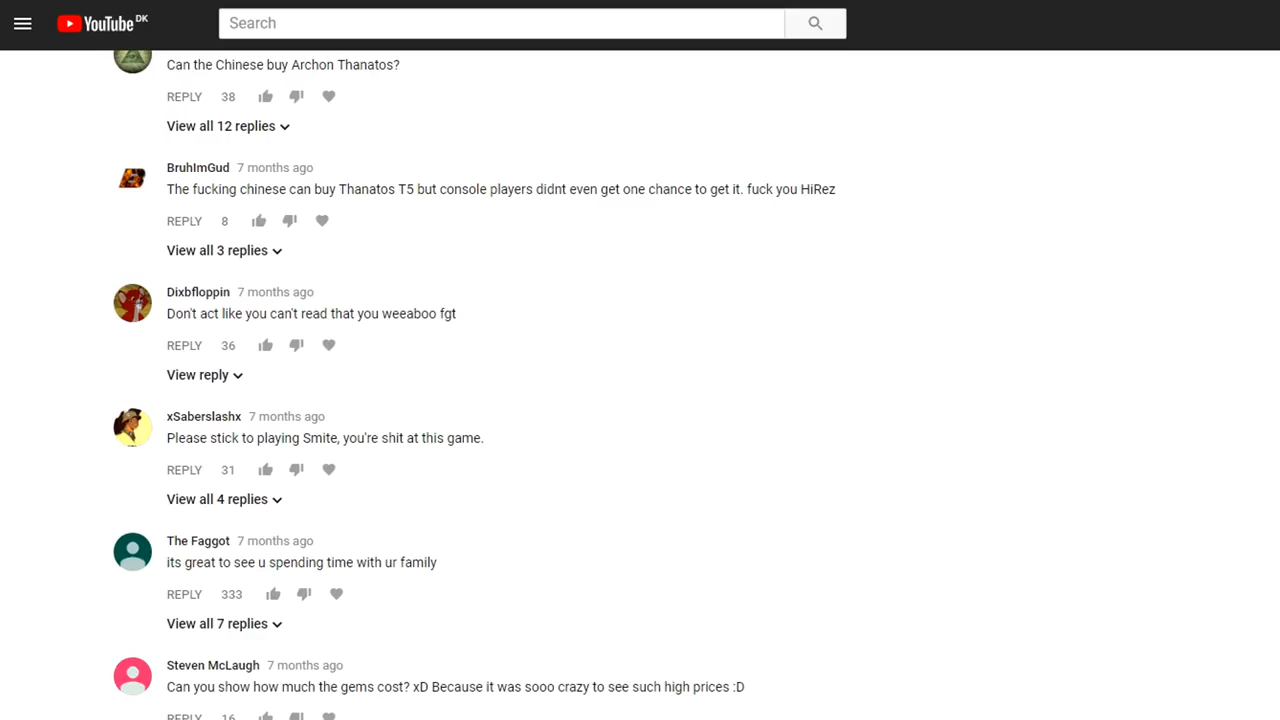 YouTube DK
Search
Can the Chinese buy Archon Thanatos?
REPLY 38
View all 12 replies
BruhImGud 7 months ago
The fucking chinese can buy Thanatos T5 but console players didnt even get one chance to get it. fuck you HiRez
REPLY 8
View all 3 replies
Dixbfloppin 7 months ago
Don't act like you can't read that you weeaboo fgt
REPLY 36
View reply
xSaberslashx 7 months ago
Please stick to playing Smite, you're shit at this game.
REPLY 31
View all 4 replies
The Faggot 7 months ago
its great to see u spending time with ur family
REPLY 333
View all 7 replies
Steven McLaugh 7 months ago
Can you show how much the gems cost? xD Because it was sooo crazy to see such high prices :D
REPLY 16